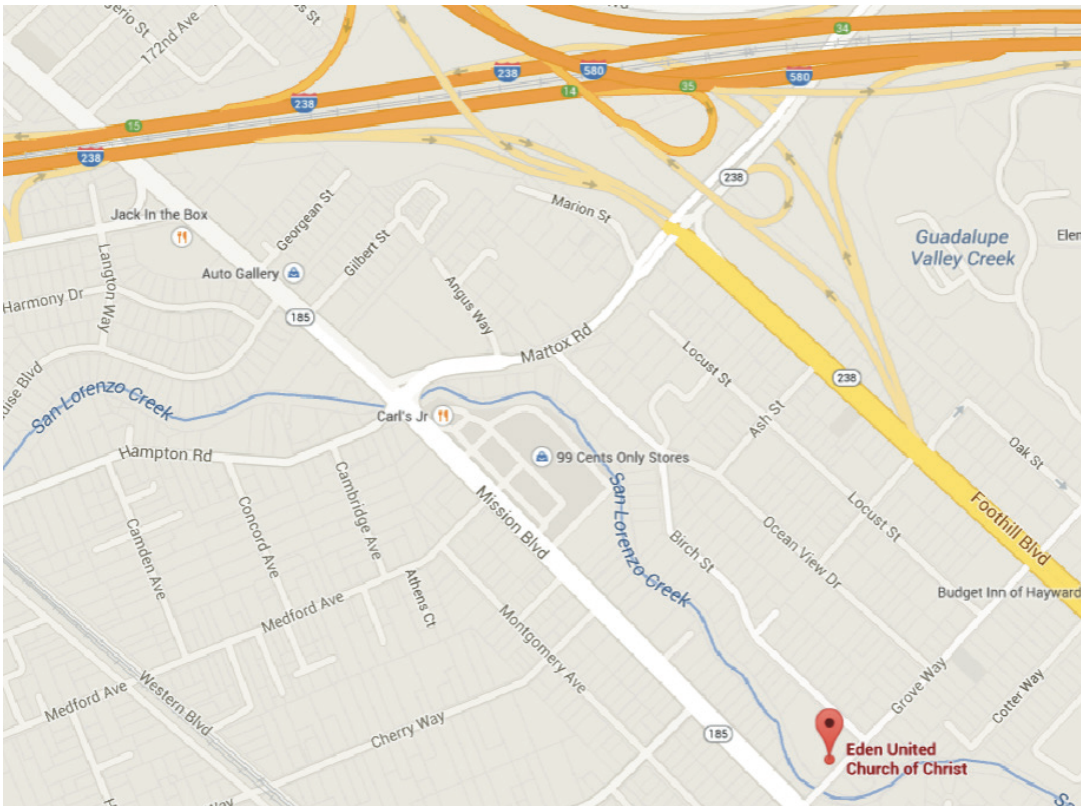 172nd Ave
34
238
580
238
580
14
35
15
238
238
Jack In the Box
Georgean St
Marion St
Guadalupe
Valley Creek
Langton Way
Gilbert St
Auto Gallery
Harmony Dr
Angus Way
185
Mattox Rd
Locust St
238
San Lorenzo Creek
Carl's Jr
Ash St
Hampton Rd
99 Cents Only Stores
Oak St
Cambridge Ave
Concord Ave
Camden Ave
Mission Blvd
San Lorenzo Creek
Locust St
Foothill Blvd
Birch St
Ocean View Dr
Athens Ct
Medford Ave
Budget Inn of Hayward
Montgomery Ave
Medford Ave
Western Blvd
Cherry Way
Grove Way
Cotter Way
185
Eden United
Church of Christ